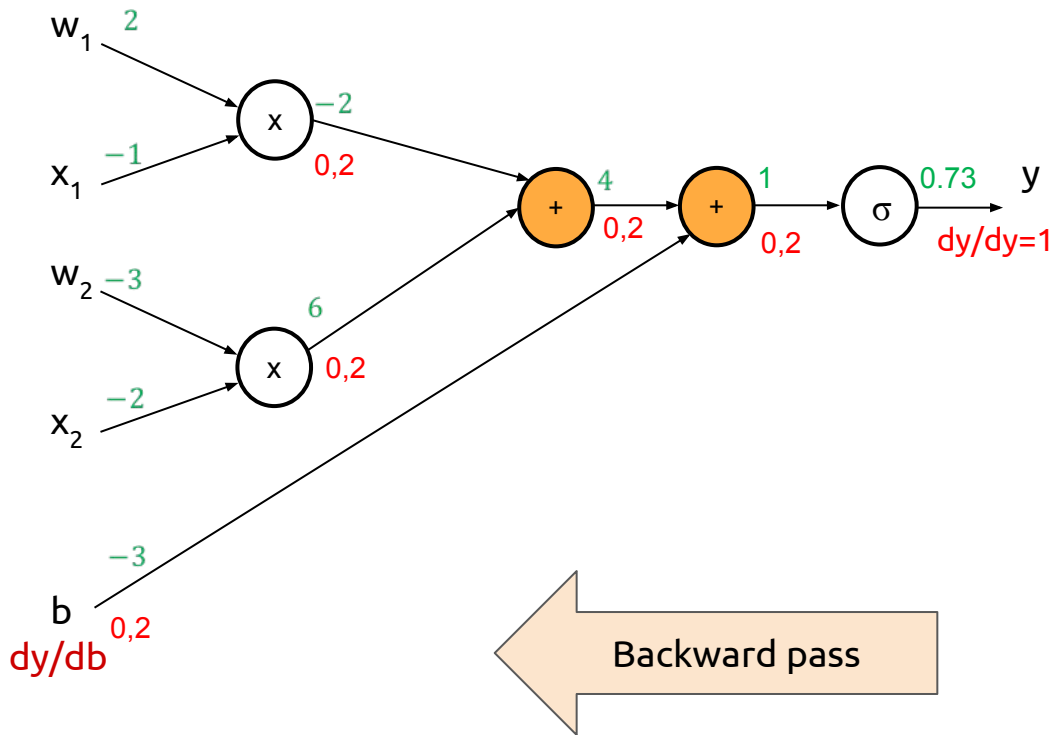 w₁ 2
x −2
x₁ −1
0,2
+ 4
0,2
+ 1
0,2
σ 0.73
y
dy/dy=1
w₂ −3
6
x 0,2
x₂ −2
−3
b 0,2
dy/db
Backward pass